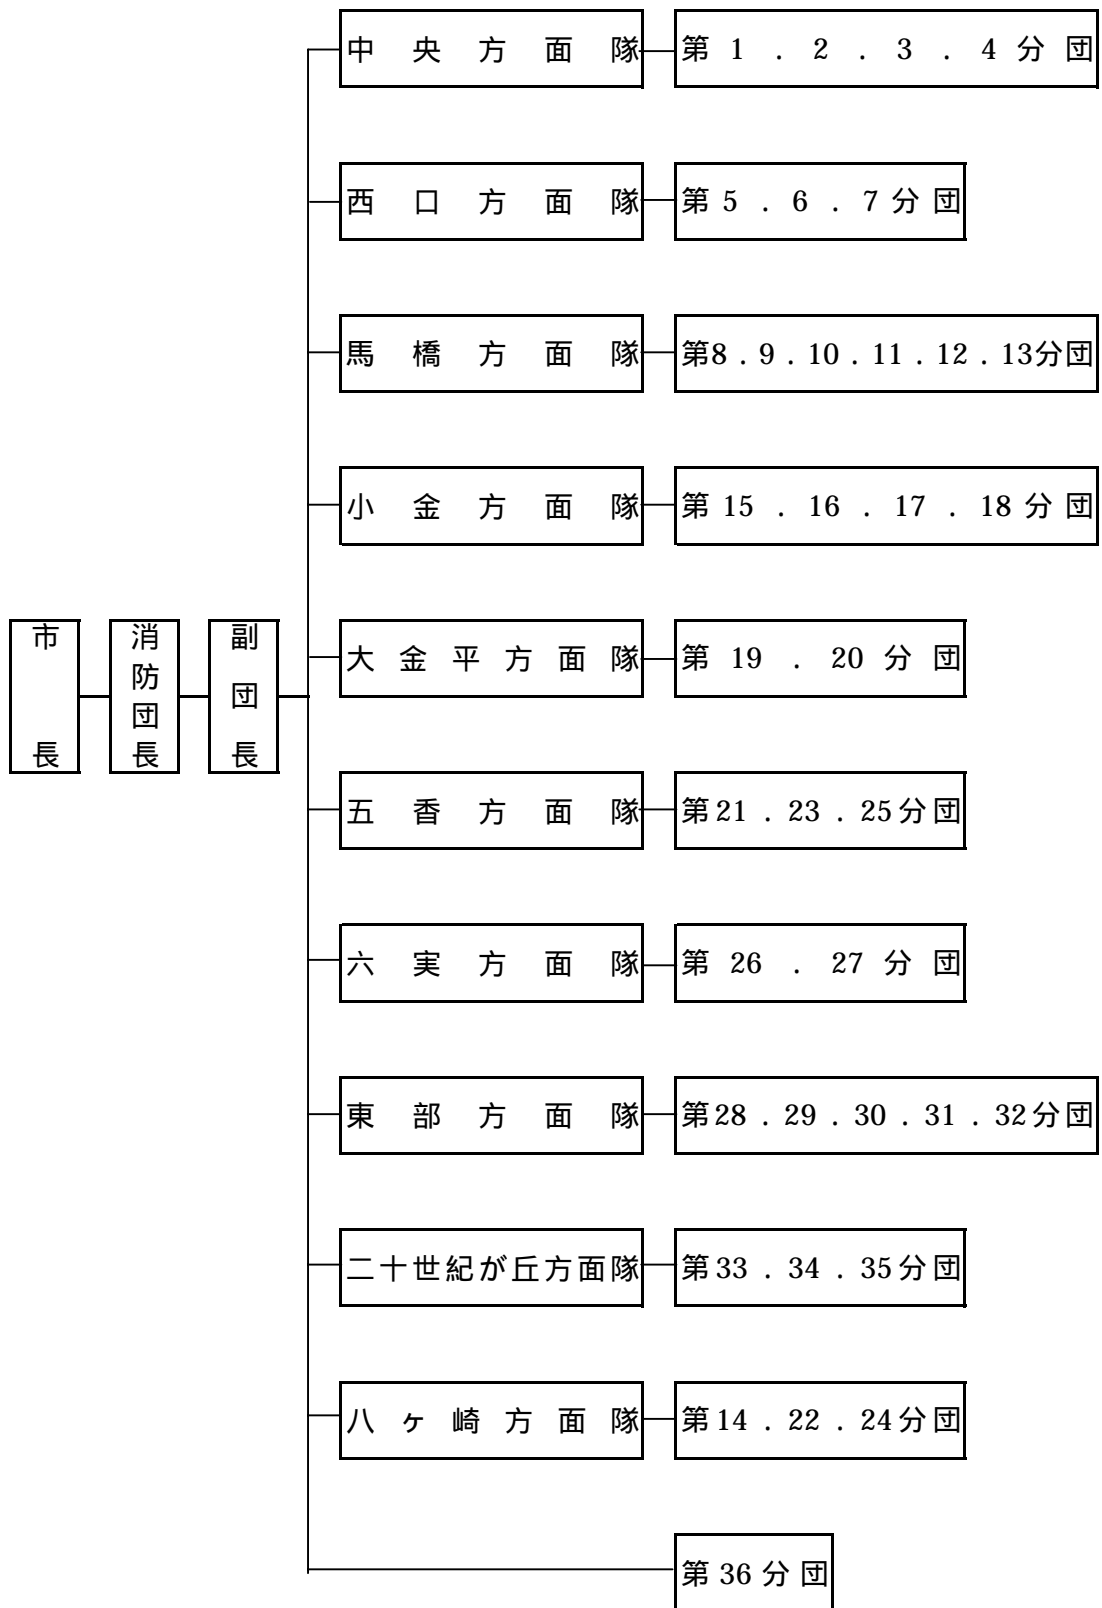 市長
消防団長
副団長
中央方面隊
第1.2.3.4分団
西口方面隊
第5.6.7分団
馬橋方面隊
第8.9.10.11.12.13分団
小金方面隊
第15.16.17.18分団
大金平方面隊
第19.20分団
五香方面隊
第21.23.25分団
六実方面隊
第26.27分団
東部方面隊
第28.29.30.31.32分団
二十世紀が丘方面隊
第33.34.35分団
八ヶ崎方面隊
第14.22.24分団
第36分団